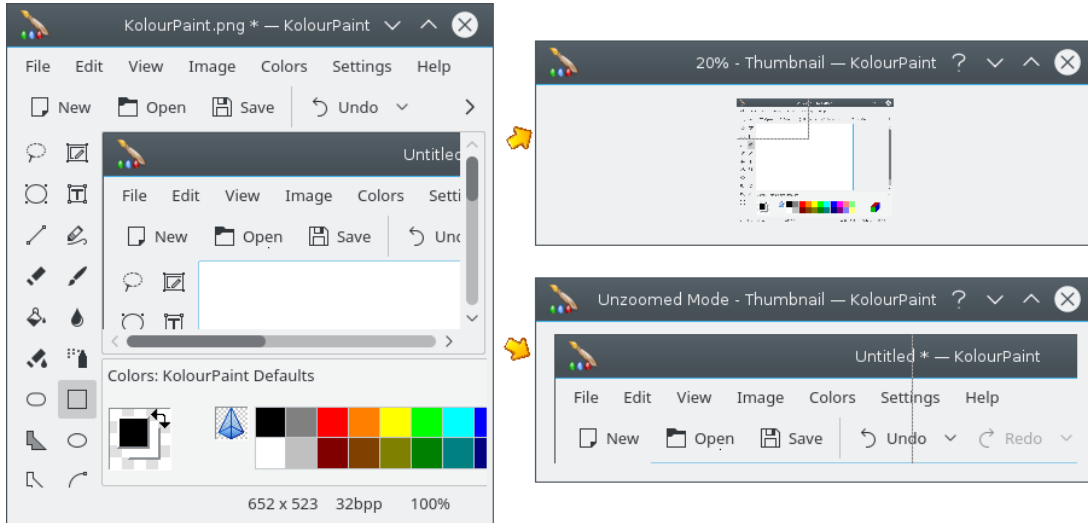 KolourPaint.png * — KolourPaint
File Edit View Image Colors Settings Help
New Open Save Undo
Untitled
File Edit View Image Colors Setti
New Open Save Und
T
T
Colors: KolourPaint Defaults
652 x 523 32bpp 100%
20% - Thumbnail — KolourPaint ?
Unzoomed Mode - Thumbnail — KolourPaint ?
Untitled * — KolourPaint
File Edit View Image Colors Settings Help
New Open Save Undo Redo